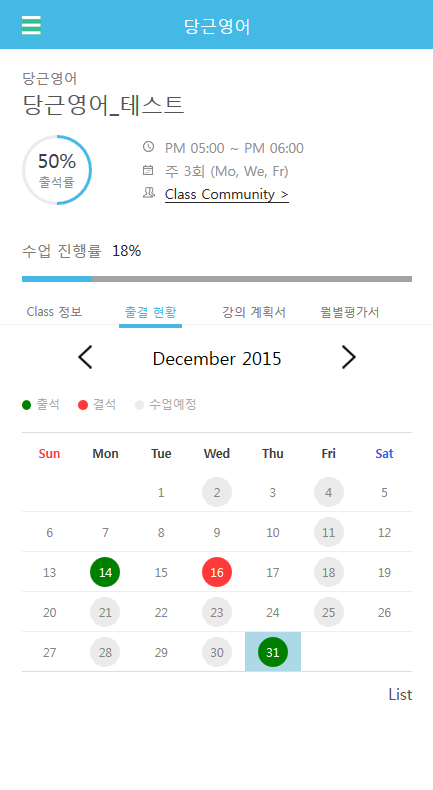 당근영어
당근영어
당근영어_테스트
50%
출석률
PM 05:00 ~ PM 06:00
주 3회 (Mo, We, Fr)
Class Community >
수업 진행률 18%
Class 정보 출결 현황 강의 계획서 월별평가서
December 2015
출석 결석 수업예정
Sun Mon Tue Wed Thu Fri Sat
1 2 3 4 5
6 7 8 9 10 11 12
13 14 15 16 17 18 19
20 21 22 23 24 25 26
27 28 29 30 31
List